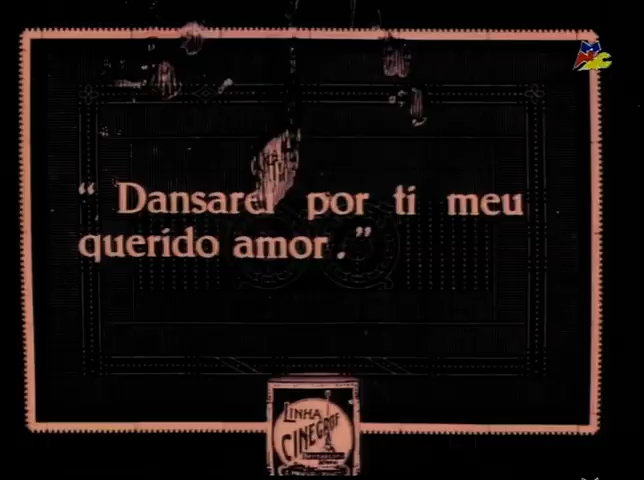 “ Dansarei por ti meu
querido amor.”
LINHA
CINEGRAF